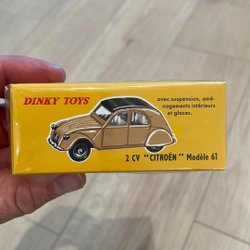 DINKY TOYS
avec suspension, amé-
nagements intérieurs
et glaces.
2 CV "CITROËN" Modèle 61